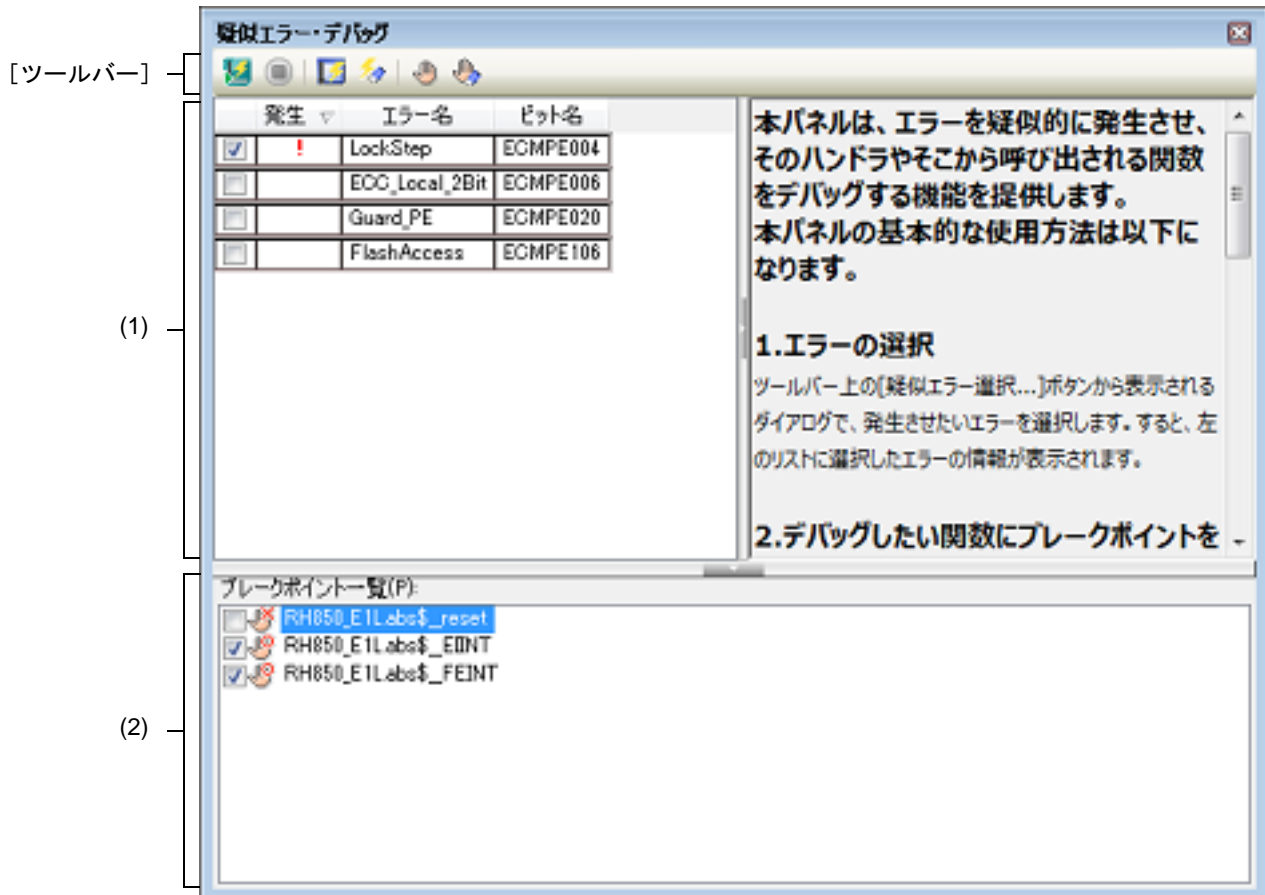 疑似エラー・デバッグ
［ツールバー］
発生 エラー名 ビット名
! LockStep ECMPE004
ECC_Local_2Bit ECMPE006
Guard_PE ECMPE020
FlashAccess ECMPE106
(1)
本パネルは、エラーを疑似的に発生させ、
そのハンドラやそこから呼び出される関数
をデバッグする機能を提供します。
本パネルの基本的な使用方法は以下に
なります。
1.エラーの選択
ツールバー上の[疑似エラー選択...]ボタンから表示される
ダイアログで、発生させたいエラーを選択します。すると、左
のリストに選択したエラーの情報が表示されます。
2.デバッグしたい関数にブレークポイントを
ブレークポイント一覧(P):
RH850_E1L.abs$_reset
RH850_E1L.abs$_EIINT
RH850_E1L.abs$_FEINT
(2)